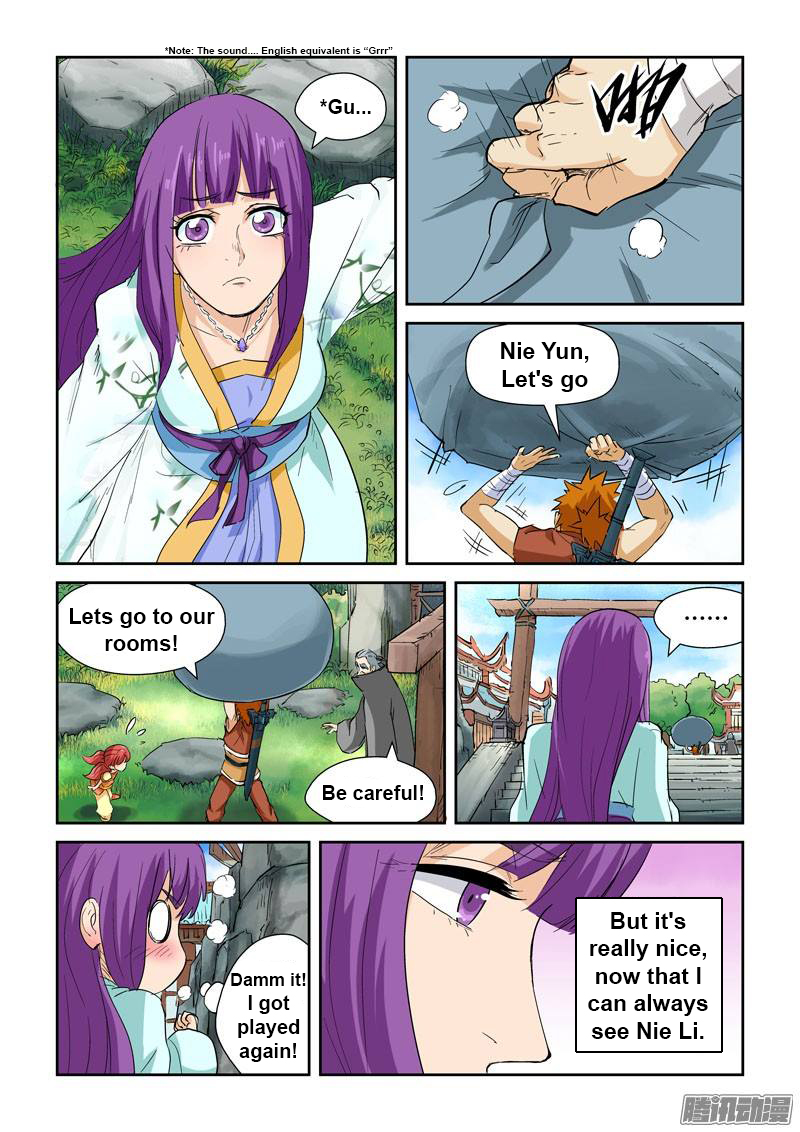 *Note: The sound.... English equivalent is “Grrr”
*Gu...
Nie Yun,
Let's go
Lets go to our
rooms!
Be careful!
......
Damm it!
I got
played
again!
But it's
really nice,
now that I
can always
see Nie Li.
腾讯动漫